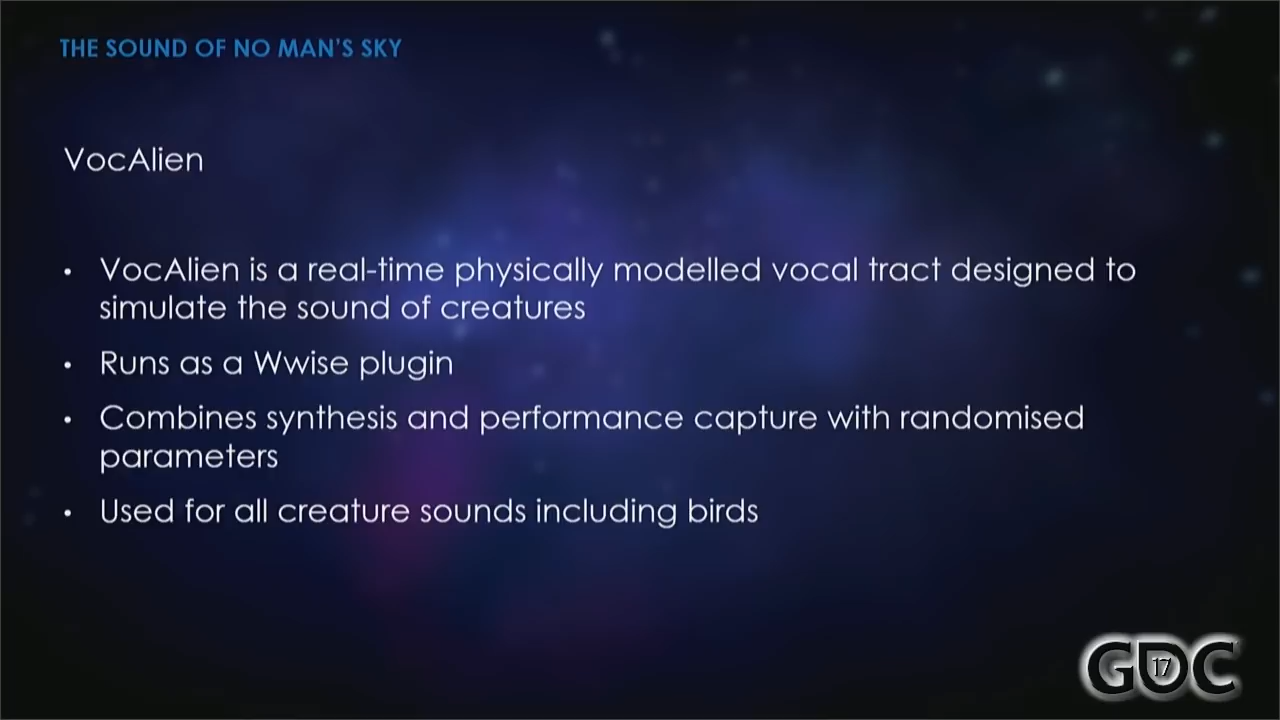 THE SOUND OF NO MAN'S SKY
VocAlien
• VocAlien is a real-time physically modelled vocal tract designed to
simulate the sound of creatures
• Runs as a Wwise plugin
• Combines synthesis and performance capture with randomised
parameters
• Used for all creature sounds including birds
GDC
17